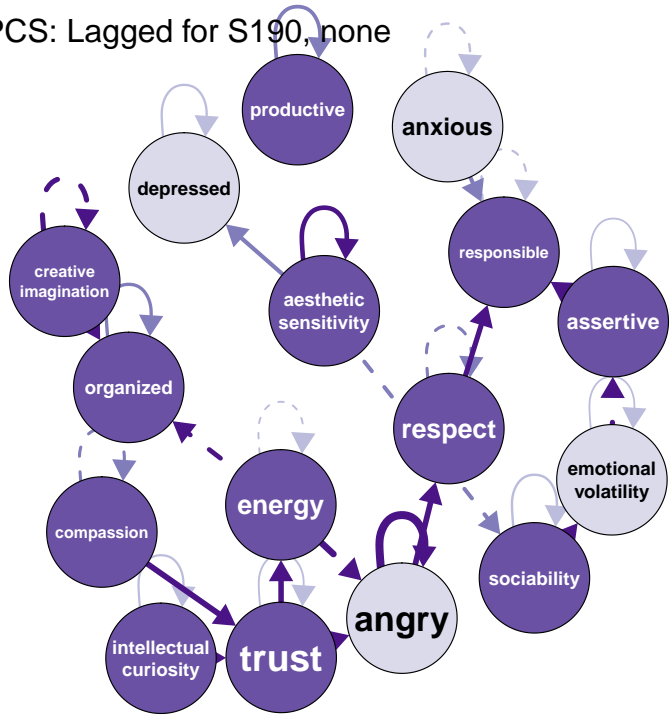 PCS: Lagged for S190, none
productive
anxious
depressed
responsible
creative
imagination
aesthetic
sensitivity
assertive
organized
respect
emotional
volatility
energy
compassion
sociability
angry
intellectual
curiosity
trust